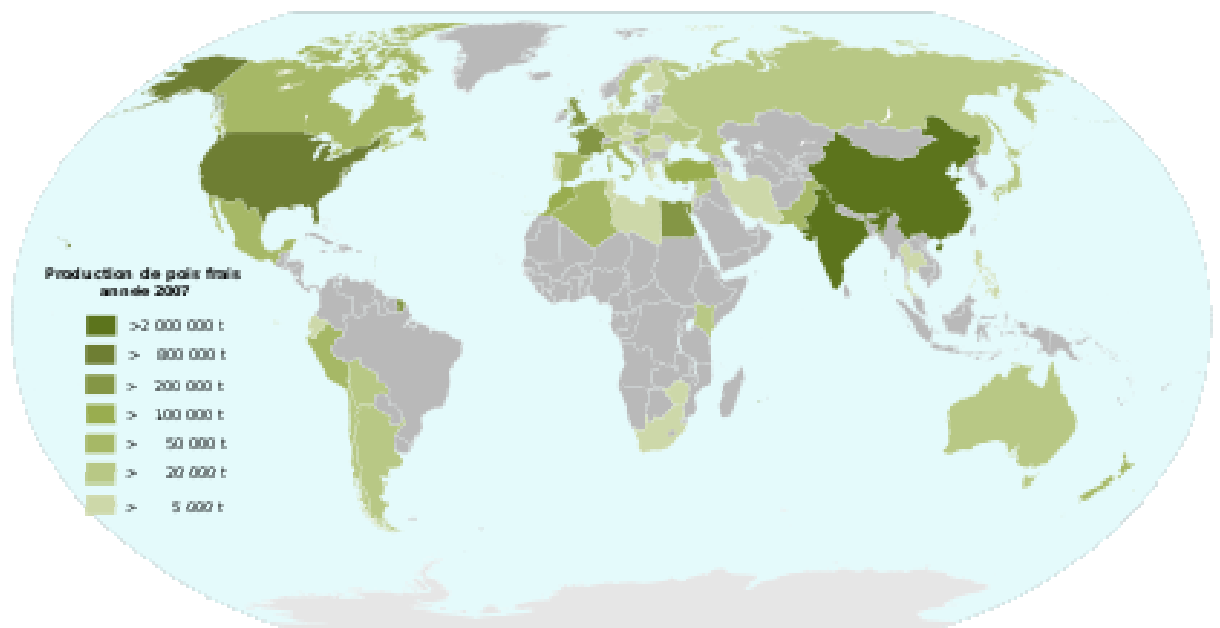 Production de pois frais
année 2007
>2 000 000 t
> 800 000 t
> 200 000 t
> 100 000 t
> 50 000 t
> 20 000 t
> 5 000 t